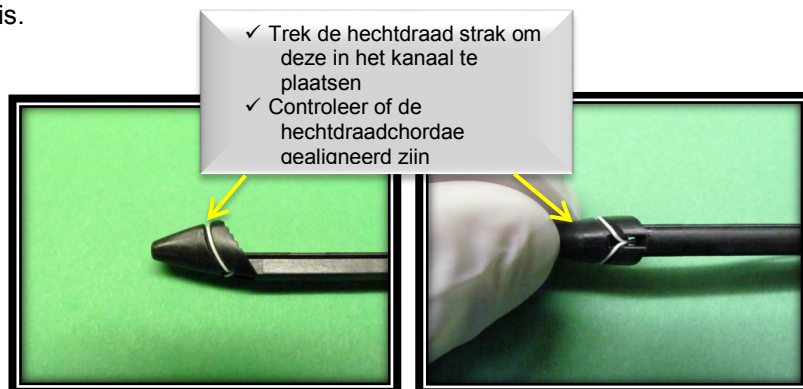 is.
✓ Trek de hechtdraad strak om
deze in het kanaal te
plaatsen
✓ Controleer of de
hechtdraadchordae
gealigneerd zijn